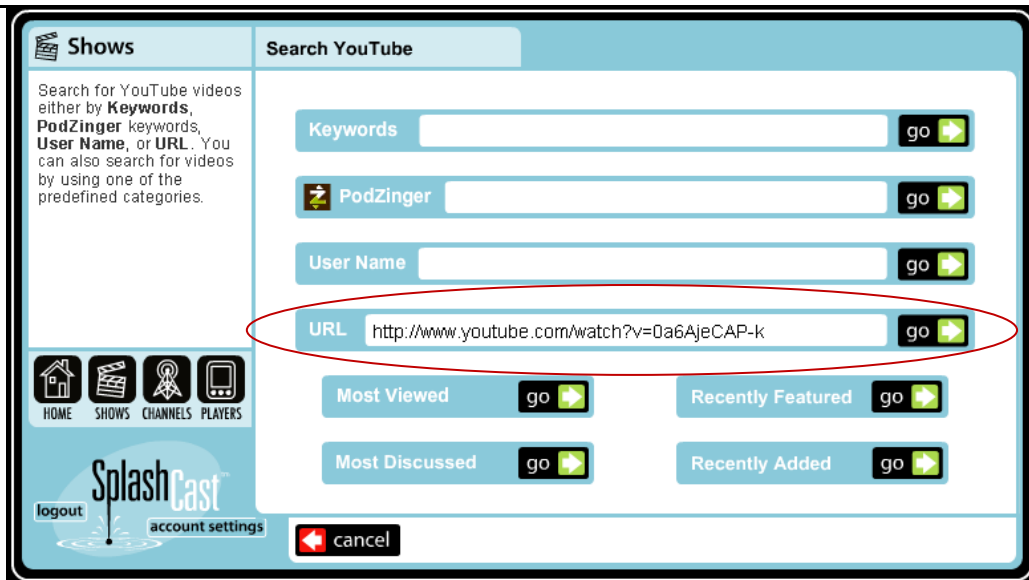 Shows
Search YouTube
Search for YouTube videos
either by Keywords,
PodZinger keywords,
User Name, or URL. You
can also search for videos
by using one of the
predefined categories.
Keywords go
PodZinger go
User Name go
URL http://www.youtube.com/watch?v=0a6AjeCAP-k go
Most Viewed go Recently Featured go
Most Discussed go Recently Added go
HOME SHOWS CHANNELS PLAYERS
SplashCast™
logout
account settings
cancel